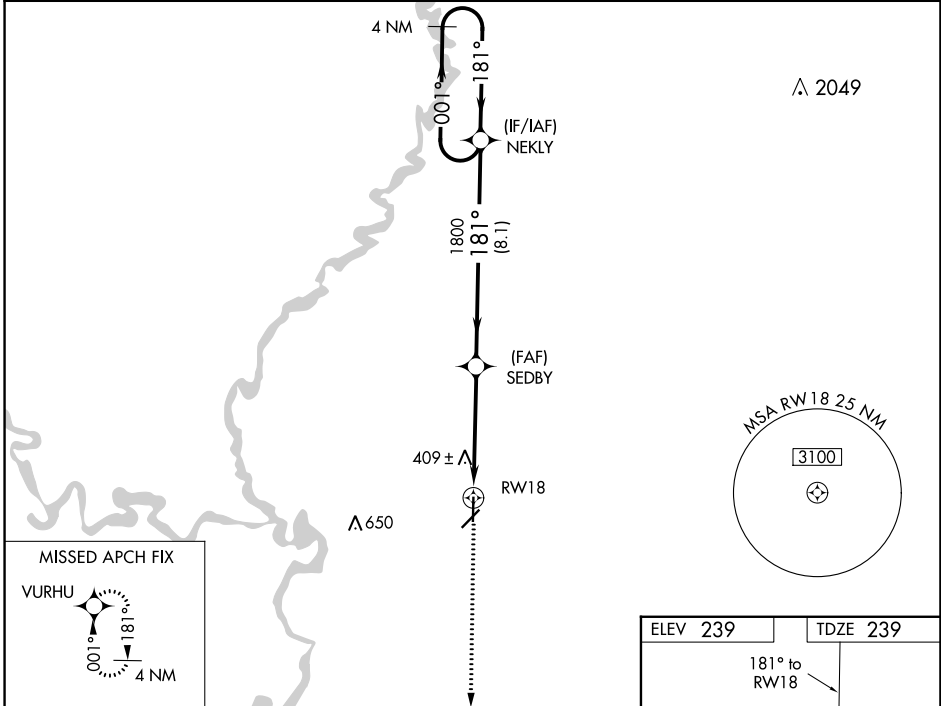 4 NM
181°
001°
2049
(IF/IAF)
NEKLY
1800
181°
(8.1)
(FAF)
SEDBY
MSA RW18 25 NM
3100
409 ±
RW18
650
MISSED APCH FIX
VURHU
181°
001°
4 NM
ELEV 239
TDZE 239
181° to
RW18